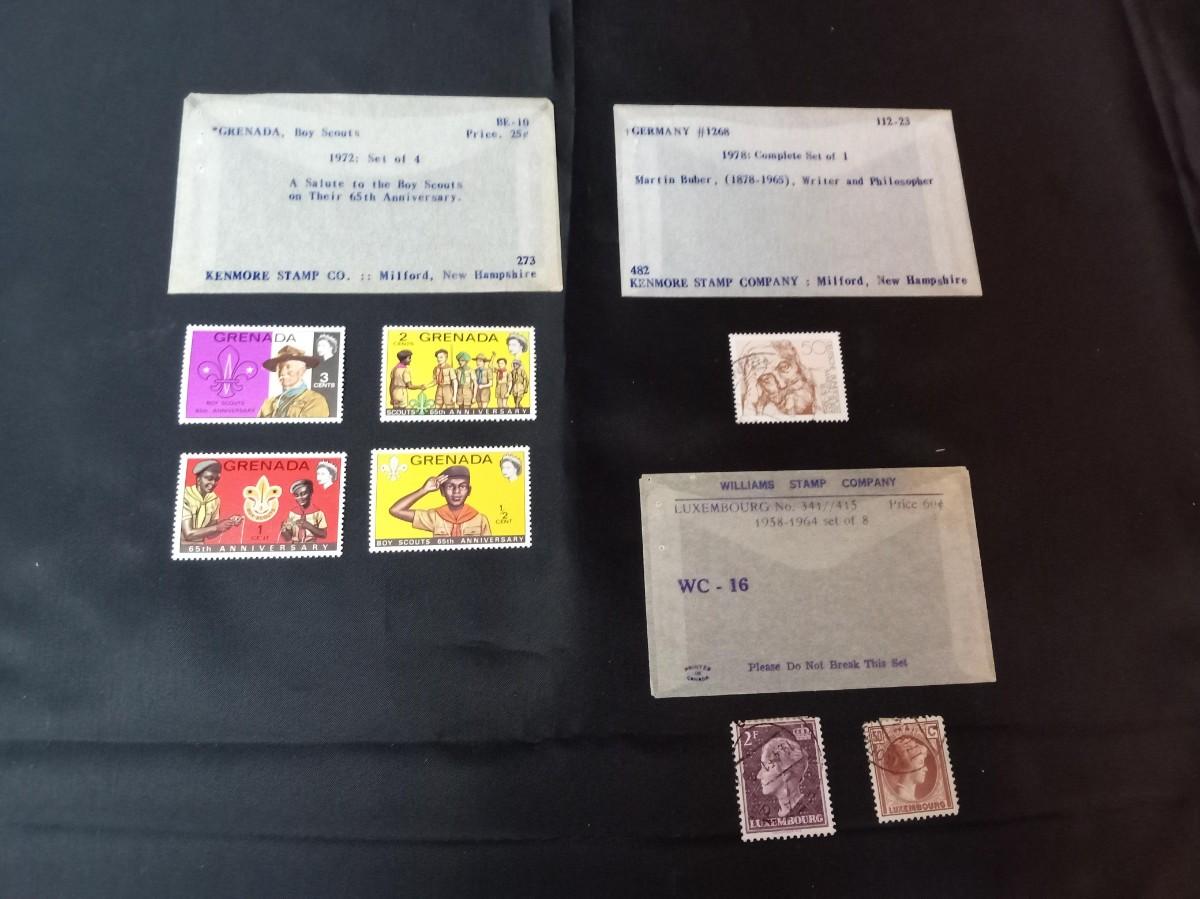 BE-10
*GRENADA, Boy Scouts Price. 25¢
1972: Set of 4
A Salute to the Boy Scouts
on Their 65th Anniversary.
273
KENMORE STAMP CO. :: Milford, New Hampshire
112-23
GERMANY #1268
1978: Complete Set of 1
Martin Buber, (1878-1965), Writer and Philosopher
482
KENMORE STAMP COMPANY : Milford, New Hampshire
GRENADA
3
CENTS
BOY SCOUTS
65th ANNIVERSARY
2 GRENADA
CENTS
SCOUTS 65th ANNIVERSARY
GRENADA
1
CENT
65th ANNIVERSARY
GRENADA
1/2
CENT
BOY SCOUTS 65th ANNIVERSARY
50
WILLIAMS STAMP COMPANY
LUXEMBOURG No. 341//415 Price 60¢
1958-1964 set of 8
WC - 16
Please Do Not Break This Set
PRINTED
IN
CANADA
2F
LUXEMBOURG
C
LUXEMBOURG